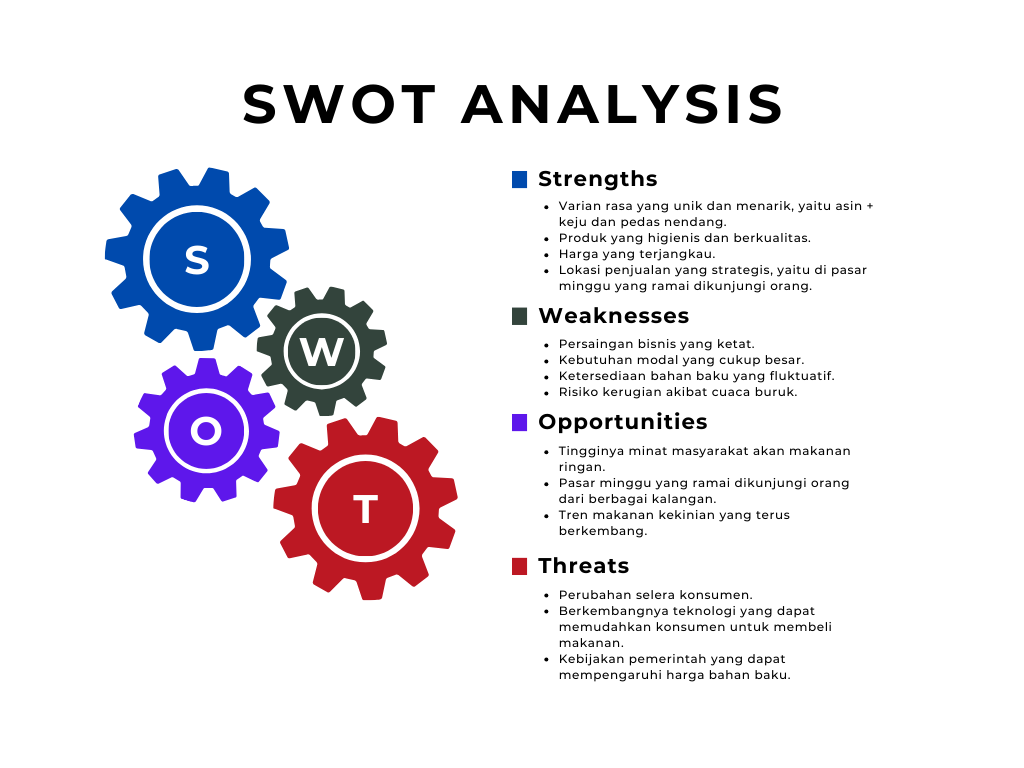 SWOT ANALYSIS
S
W
O
T
Strengths
• Varian rasa yang unik dan menarik, yaitu asin +
keju dan pedas nendang.
• Produk yang higienis dan berkualitas.
• Harga yang terjangkau.
• Lokasi penjualan yang strategis, yaitu di pasar
minggu yang ramai dikunjungi orang.
Weaknesses
• Persaingan bisnis yang ketat.
• Kebutuhan modal yang cukup besar.
• Ketersediaan bahan baku yang fluktuatif.
• Risiko kerugian akibat cuaca buruk.
Opportunities
• Tingginya minat masyarakat akan makanan
ringan.
• Pasar minggu yang ramai dikunjungi orang
dari berbagai kalangan.
• Tren makanan kekinian yang terus
berkembang.
Threats
• Perubahan selera konsumen.
• Berkembangnya teknologi yang dapat
memudahkan konsumen untuk membeli
makanan.
• Kebijakan pemerintah yang dapat
mempengaruhi harga bahan baku.